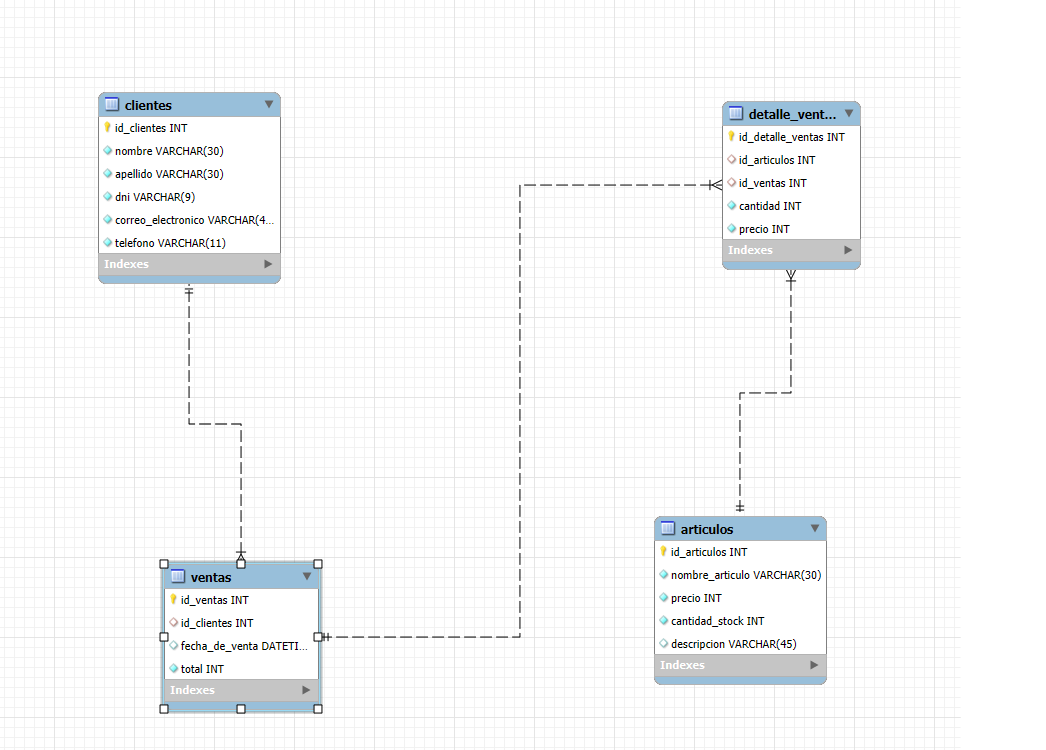 clientes
id_clientes INT
nombre VARCHAR(30)
apellido VARCHAR(30)
dni VARCHAR(9)
correo_electronico VARCHAR(4...
telefono VARCHAR(11)
Indexes
detalle_vent...
id_detalle_ventas INT
id_articulos INT
id_ventas INT
cantidad INT
precio INT
Indexes
ventas
id_ventas INT
id_clientes INT
fecha_de_venta DATETI...
total INT
Indexes
articulos
id_articulos INT
nombre_articulo VARCHAR(30)
precio INT
cantidad_stock INT
descripcion VARCHAR(45)
Indexes